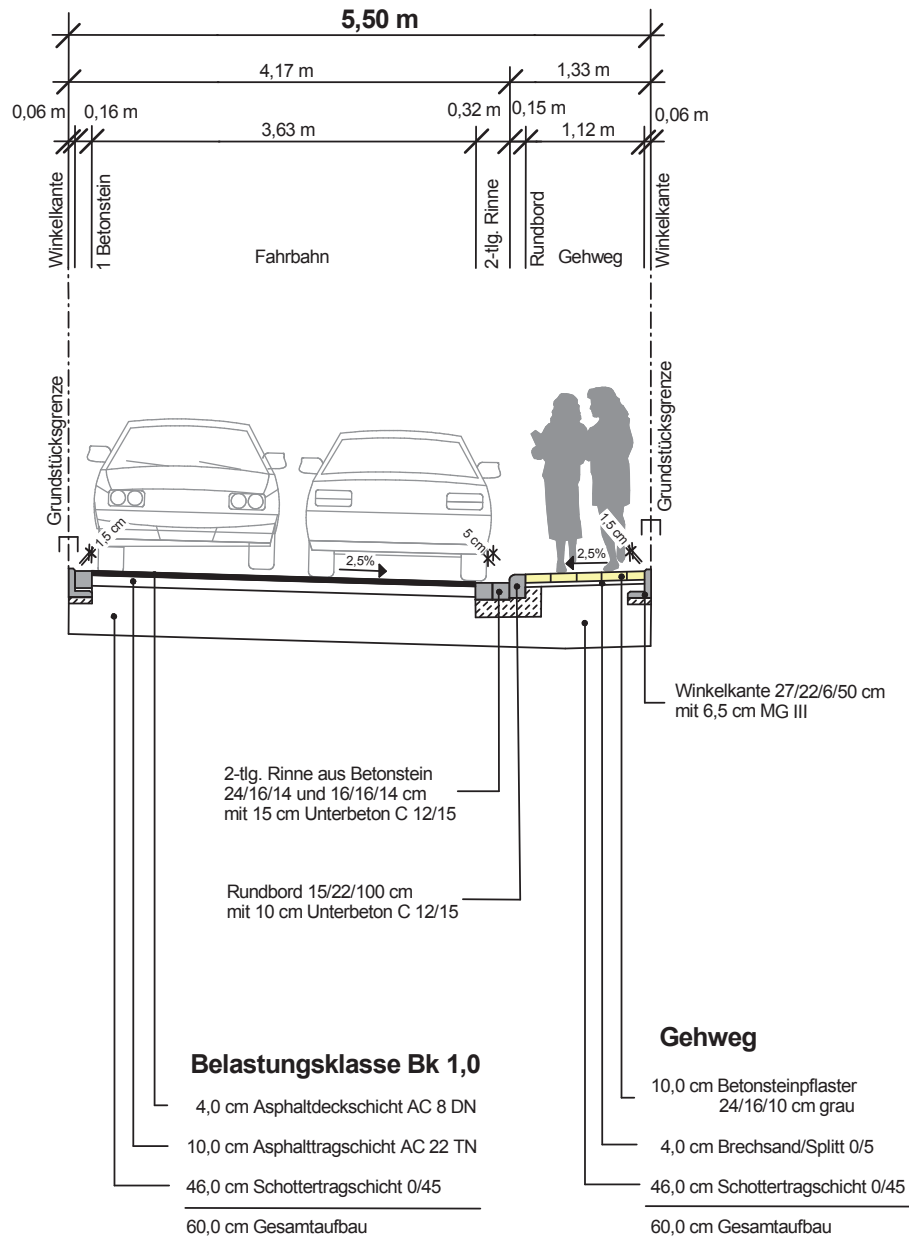 5,50 m
4,17 m
1,33 m
0,06 m
0,16 m
3,63 m
0,32 m
0,15 m
1,12 m
0,06 m
Winkelkante
1 Betonstein
Fahrbahn
2-tlg. Rinne
Rundbord
Gehweg
Winkelkante
Grundstücksgrenze
Grundstücksgrenze
1,5 cm
2,5%
5 cm
2,5%
1,5 cm
Winkelkante 27/22/6/50 cm
mit 6,5 cm MG III
2-tlg. Rinne aus Betonstein
24/16/14 und 16/16/14 cm
mit 15 cm Unterbeton C 12/15
Rundbord 15/22/100 cm
mit 10 cm Unterbeton C 12/15
Belastungsklasse Bk 1,0
4,0 cm Asphaltdeckschicht AC 8 DN
10,0 cm Asphalttragschicht AC 22 TN
46,0 cm Schottertragschicht 0/45
60,0 cm Gesamtaufbau
Gehweg
10,0 cm Betonsteinpflaster
24/16/10 cm grau
4,0 cm Brechsand/Splitt 0/5
46,0 cm Schottertragschicht 0/45
60,0 cm Gesamtaufbau